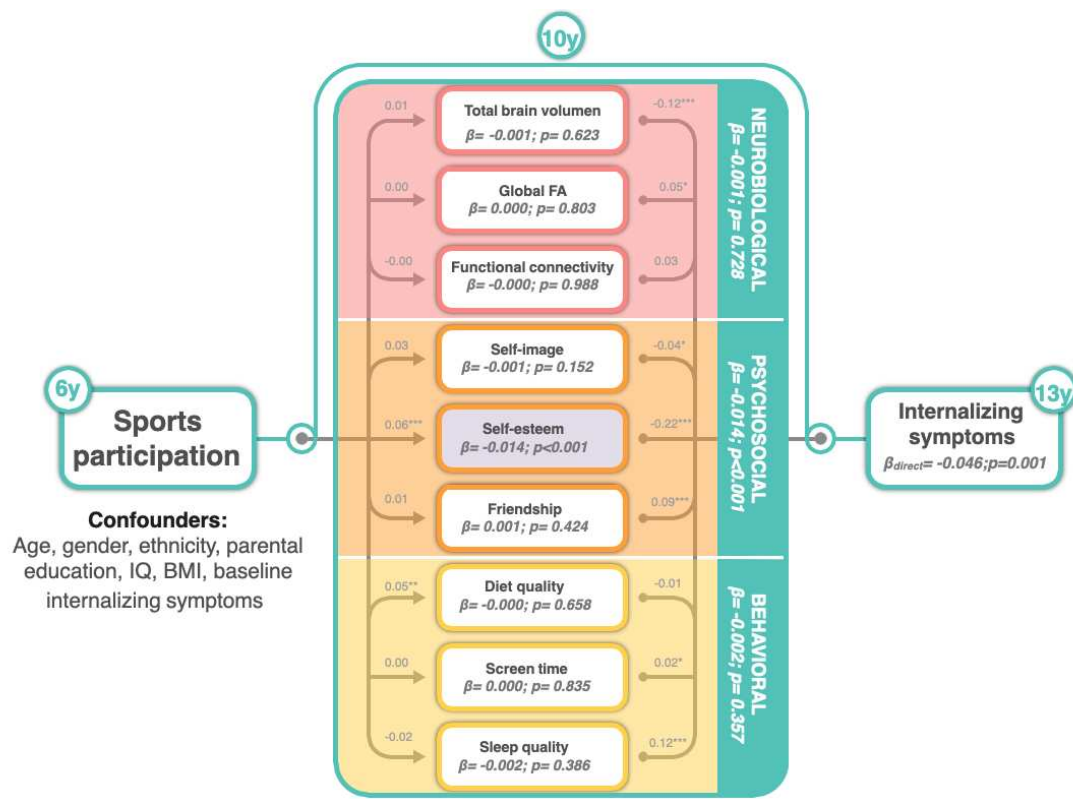 10y
0.01
Total brain volumen
β= -0.001; p= 0.623
-0.12***
0.00
Global FA
β= 0.000; p= 0.803
0.05*
-0.00
Functional connectivity
β= -0.000; p= 0.988
0.03
NEUROBIOLOGICAL
β= -0.001; p= 0.728
0.03
Self-image
β= -0.001; p= 0.152
-0.04*
0.06***
Self-esteem
β= -0.014; p<0.001
-0.22***
0.01
Friendship
β= 0.001; p= 0.424
0.09***
PSYCHOSOCIAL
β= -0.014; p<0.001
0.05**
Diet quality
β= -0.000; p= 0.658
-0.01
0.00
Screen time
β= 0.000; p= 0.835
0.02*
-0.02
Sleep quality
β= -0.002; p= 0.386
0.12***
BEHAVIORAL
β= -0.002; p= 0.357
6y
Sports
participation
Confounders:
Age, gender, ethnicity, parental
education, IQ, BMI, baseline
internalizing symptoms
13y
Internalizing
symptoms
βdirect= -0.046;p=0.001